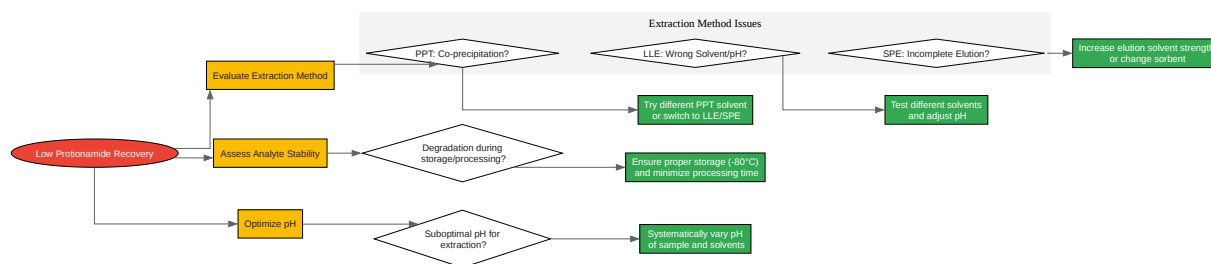 Extraction Method Issues
PPT: Co-precipitation?
LLE: Wrong Solvent/pH?
SPE: Incomplete Elution?
Increase elution solvent strength
or change sorbent
Evaluate Extraction Method
Try different PPT solvent
or switch to LLE/SPE
Test different solvents
and adjust pH
Low Protionamide Recovery
Assess Analyte Stability
Degradation during
storage/processing?
Ensure proper storage (-80°C)
and minimize processing time
Optimize pH
Suboptimal pH for
extraction?
Systematically vary pH
of sample and solvents